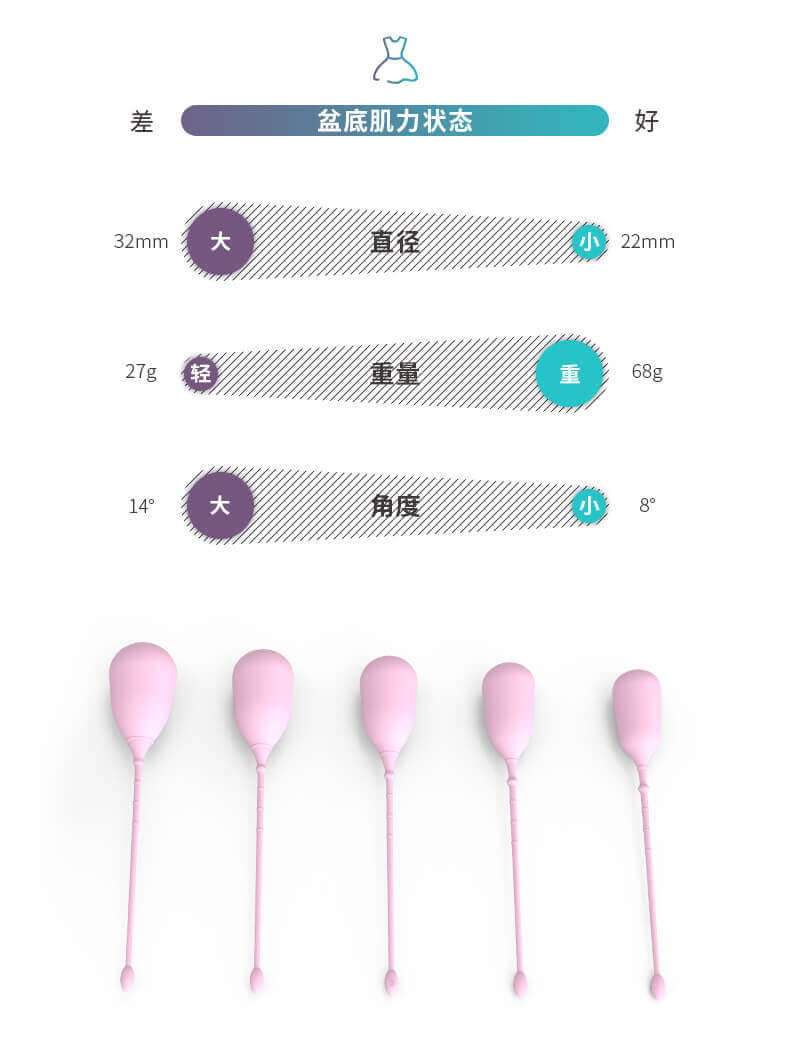 差 盆底肌力状态 好
32mm 大 直径 小 22mm
27g 轻 重量 重 68g
14° 大 角度 小 8°